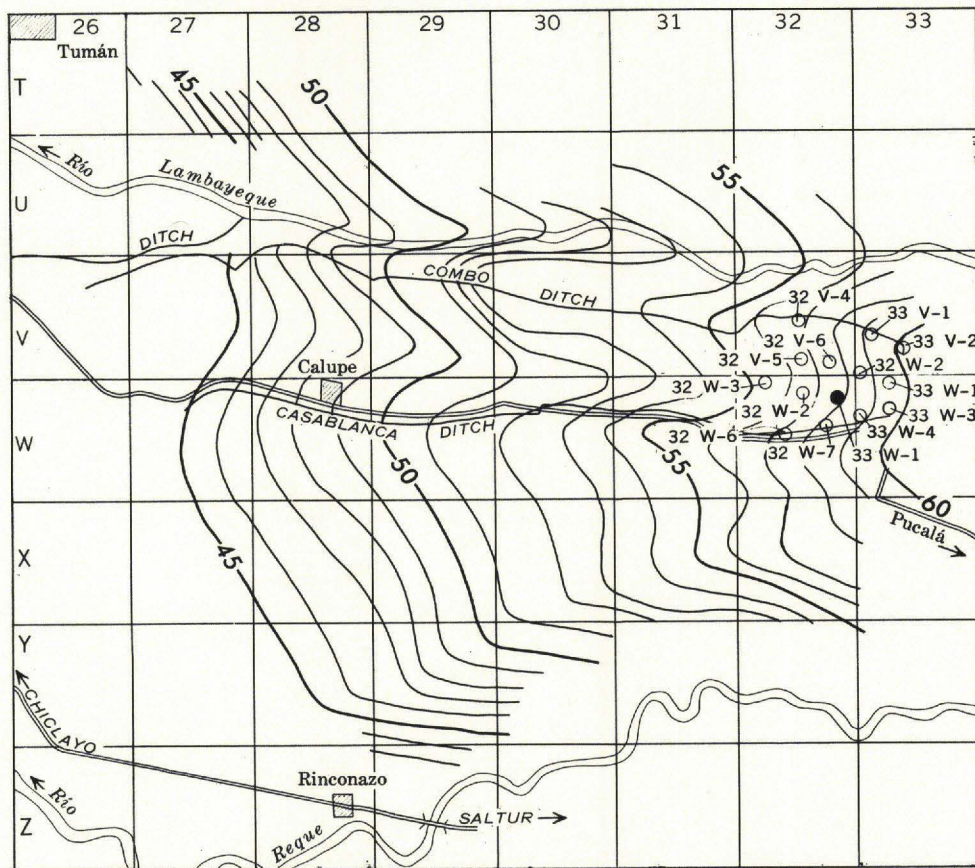 26 27 28 29 30 31 32 33
Tumán
T
45
50
Río
Lambayeque
U
55
DITCH
COMBO
DITCH
32 V-4
33 V-1
V
32 V-6
33 V-2
32 V-5
32 W-2
Calupe
32 W-3
33 W-1
CASABLANCA
DITCH
32 W-2
33 W-3
W
32 W-6
33 W-4
32 W-7
33 W-1
55
50
60
Pucalá
X
45
Y
CHICLAYO
Rinconazo
Río
SALTUR
Z
Reque